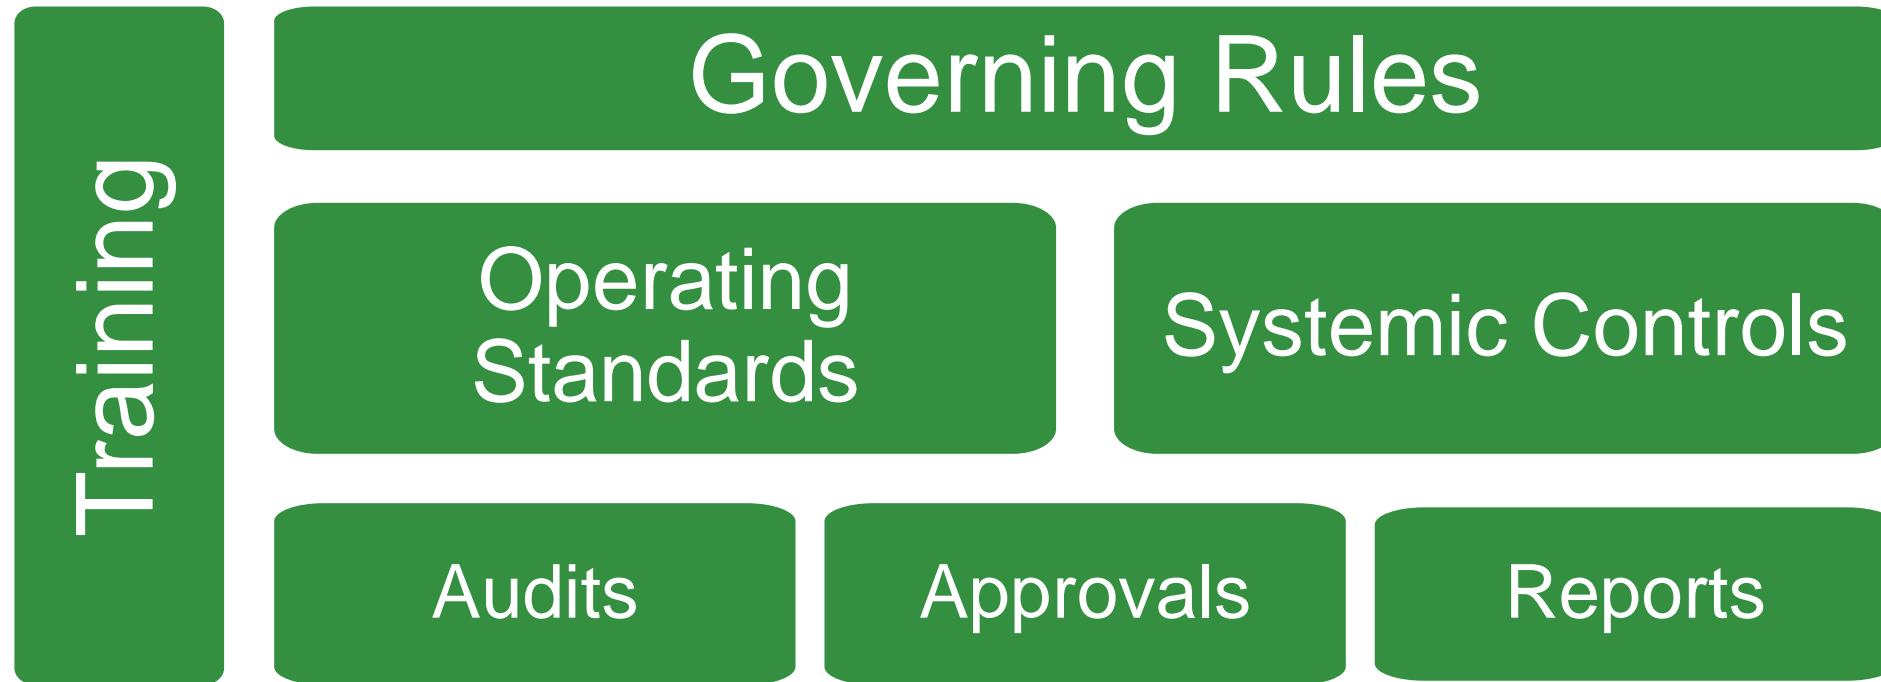 Training
Governing Rules
Operating
Standards
Systemic Controls
Audits
Approvals
Reports